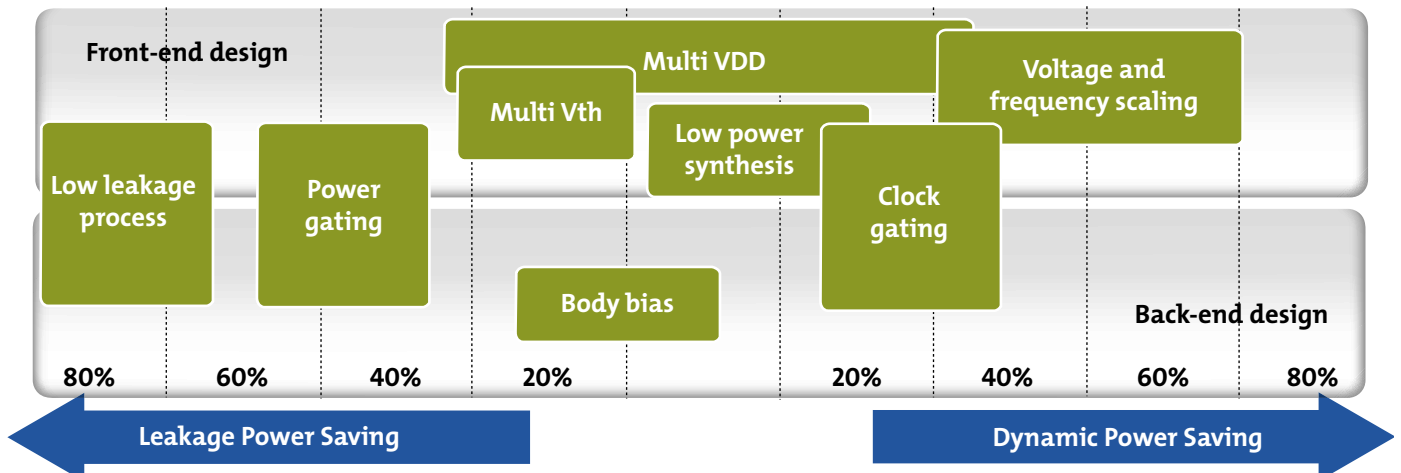 Front-end design
Multi VDD
Voltage and
frequency scaling
Multi Vth
Low power
synthesis
Low leakage
process
Power
gating
Clock
gating
Body bias
Back-end design
80% 60% 40% 20% 20% 40% 60% 80%
Leakage Power Saving
Dynamic Power Saving